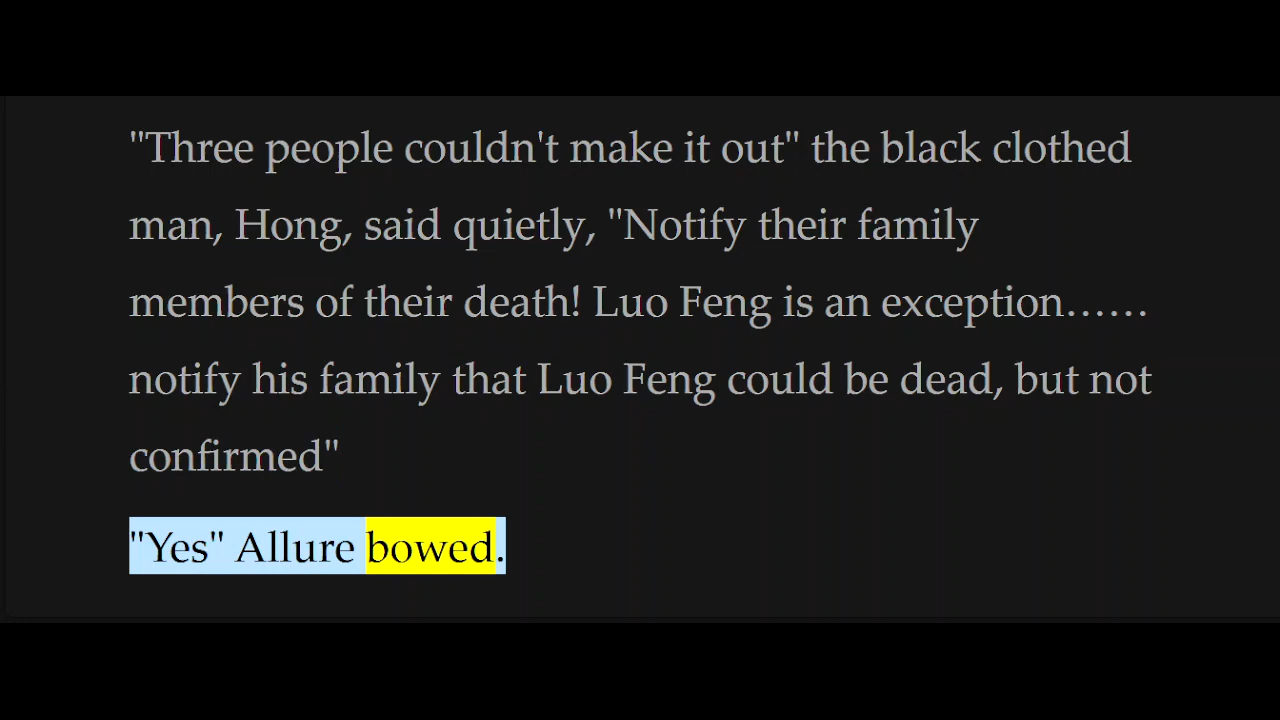 "Three people couldn't make it out" the black clothed
man, Hong, said quietly, "Notify their family
members of their death! Luo Feng is an exception……
notify his family that Luo Feng could be dead, but not
confirmed"
"Yes" Allure bowed.